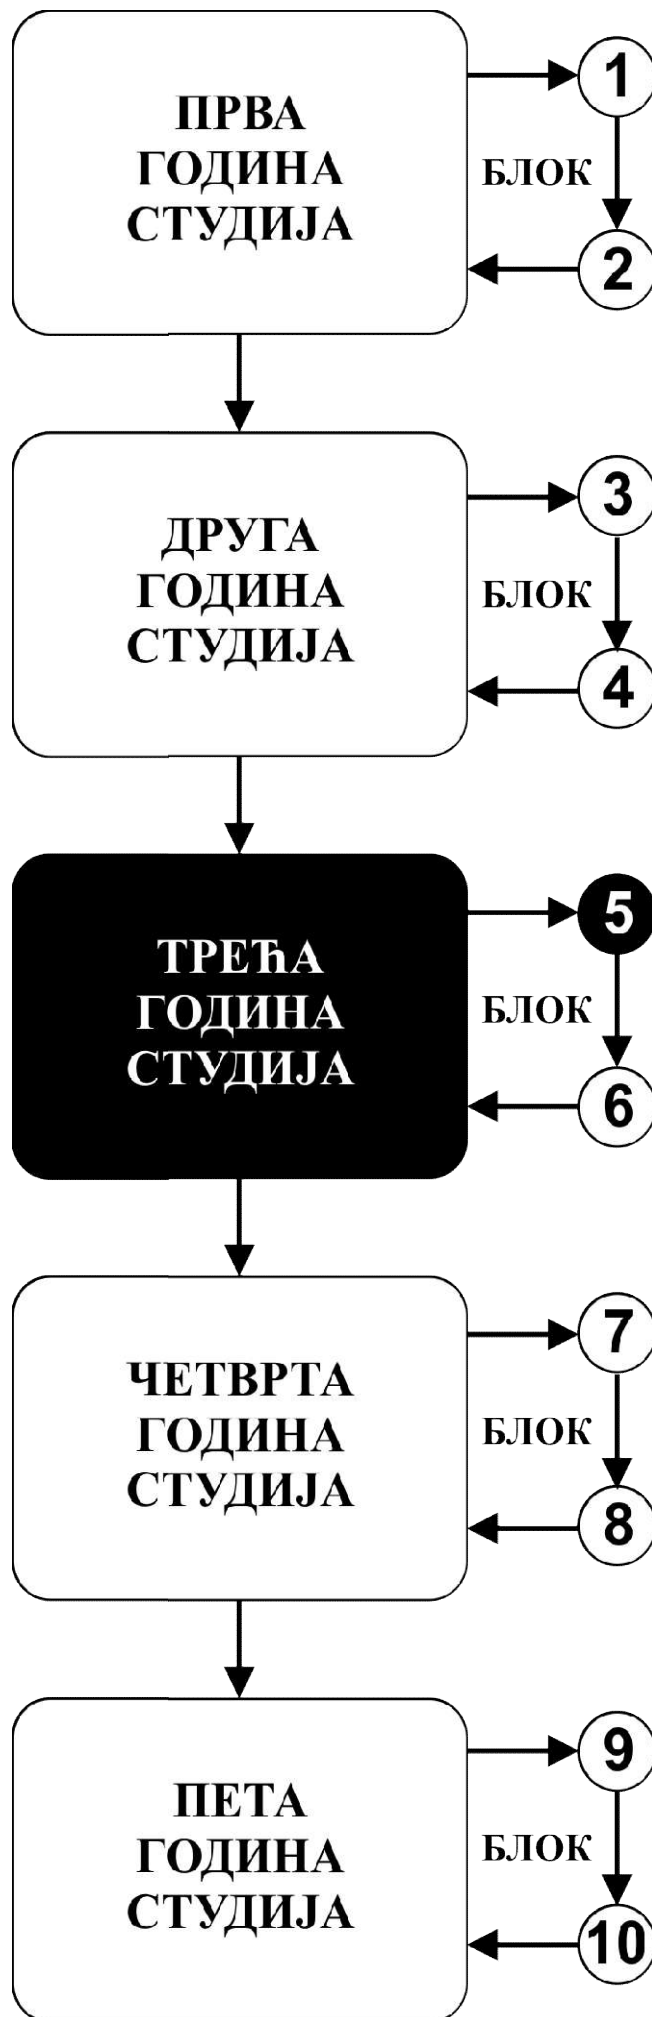 ПРВА
ГОДИНА
СТУДИЈА
1
БЛОК
2
ДРУГА
ГОДИНА
СТУДИЈА
3
БЛОК
4
ТРЕЋА
ГОДИНА
СТУДИЈА
5
БЛОК
6
ЧЕТВРТА
ГОДИНА
СТУДИЈА
7
БЛОК
8
ПЕТА
ГОДИНА
СТУДИЈА
9
БЛОК
10